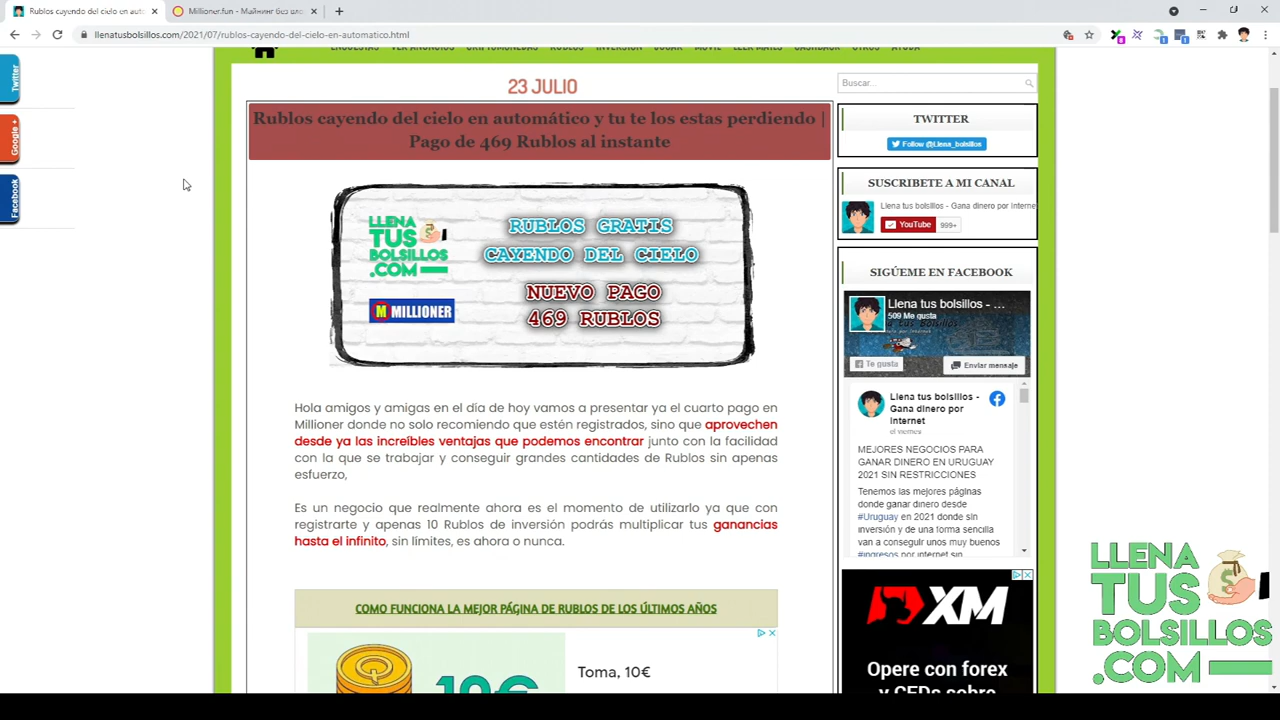 Rublos cayendo del cielo en aut
Millioner.fun - Майнинг без вло
llenatusbolsillos.com/2021/07/rublos-cayendo-del-cielo-en-automatico.html
Twitter
Google +
Facebook
23 JULIO
Rublos cayendo del cielo en automático y tu te los estas perdiendo |
Pago de 469 Rublos al instante
LLENA
TUS
BOLSILLOS
.COM
MILLIONER
RUBLOS GRATIS
CAYENDO DEL CIELO
NUEVO PAGO
469 RUBLOS
Hola amigos y amigas en el día de hoy vamos a presentar ya el cuarto pago en
Millioner donde no solo recomiendo que estén registrados, sino que aprovechen
desde ya las increíbles ventajas que podemos encontrar junto con la facilidad
con la que se trabajar y conseguir grandes cantidades de Rublos sin apenas
esfuerzo,
Es un negocio que realmente ahora es el momento de utilizarlo ya que con
registrarte y apenas 10 Rublos de inversión podrás multiplicar tus ganancias
hasta el infinito, sin límites, es ahora o nunca.
COMO FUNCIONA LA MEJOR PÁGINA DE RUBLOS DE LOS ÚLTIMOS AÑOS
Toma, 10€
10€
Buscar...
TWITTER
Follow @Llena_bolsillos
SUSCRIBETE A MI CANAL
Llena tus bolsillos - Gana dinero por Interne
YouTube 999+
SIGÚEME EN FACEBOOK
Llena tus bolsillos - ...
509 Me gusta
Te gusta
Enviar mensaje
Llena tus bolsillos -
Gana dinero por
Internet
el viernes
MEJORES NEGOCIOS PARA
GANAR DINERO EN URUGUAY
2021 SIN RESTRICCIONES
Tenemos las mejores páginas
donde ganar dinero desde
#Uruguay en 2021 donde sin
inversión y de una forma sencilla
van a conseguir unos muy buenos
#ingresos por internet sin
XM
Opere con forex
y CFDs sobre
LLENA
TUS
BOLSILLOS
.COM